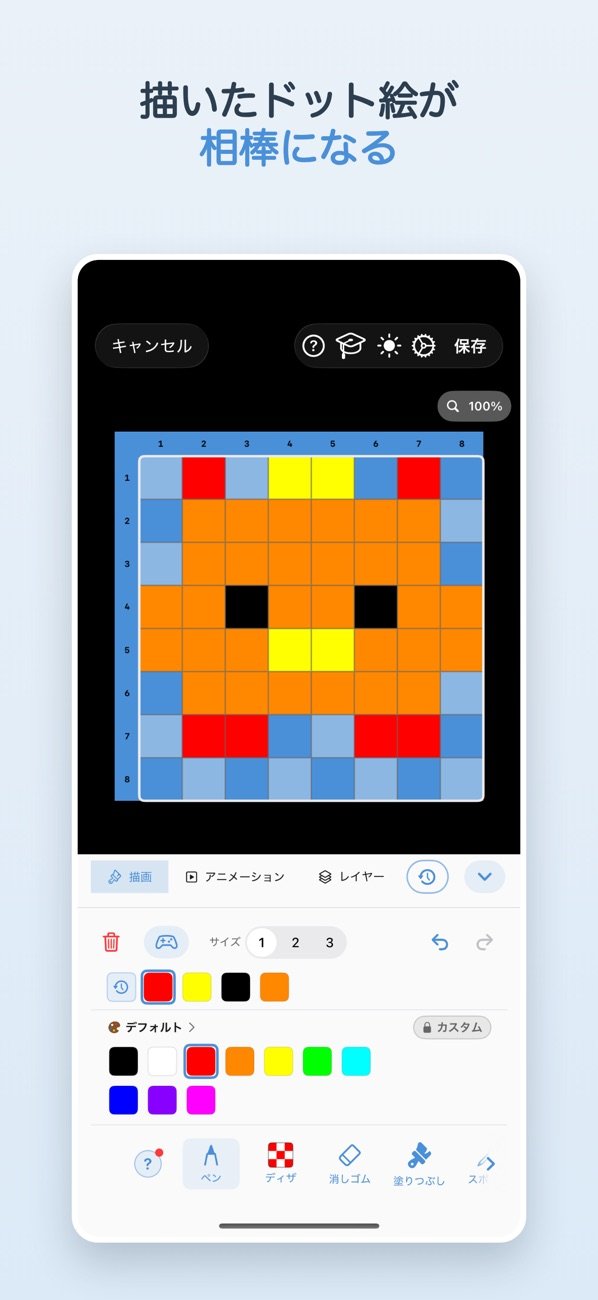 描いたドット絵が
相棒になる
キャンセル
保存
100%
1 2 3 4 5 6 7 8
1
2
3
4
5
6
7
8
描画 アニメーション レイヤー
サイズ 1 2 3
デフォルト
カスタム
ペン ディザ 消しゴム 塗りつぶし